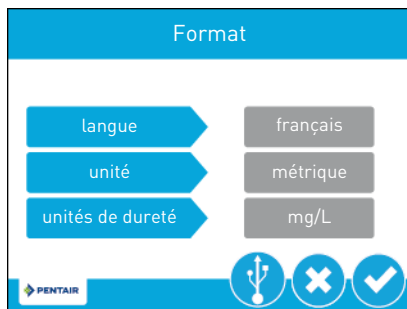 Format
langue
français
unité
métrique
unités de dureté
mg/L
PENTAIR